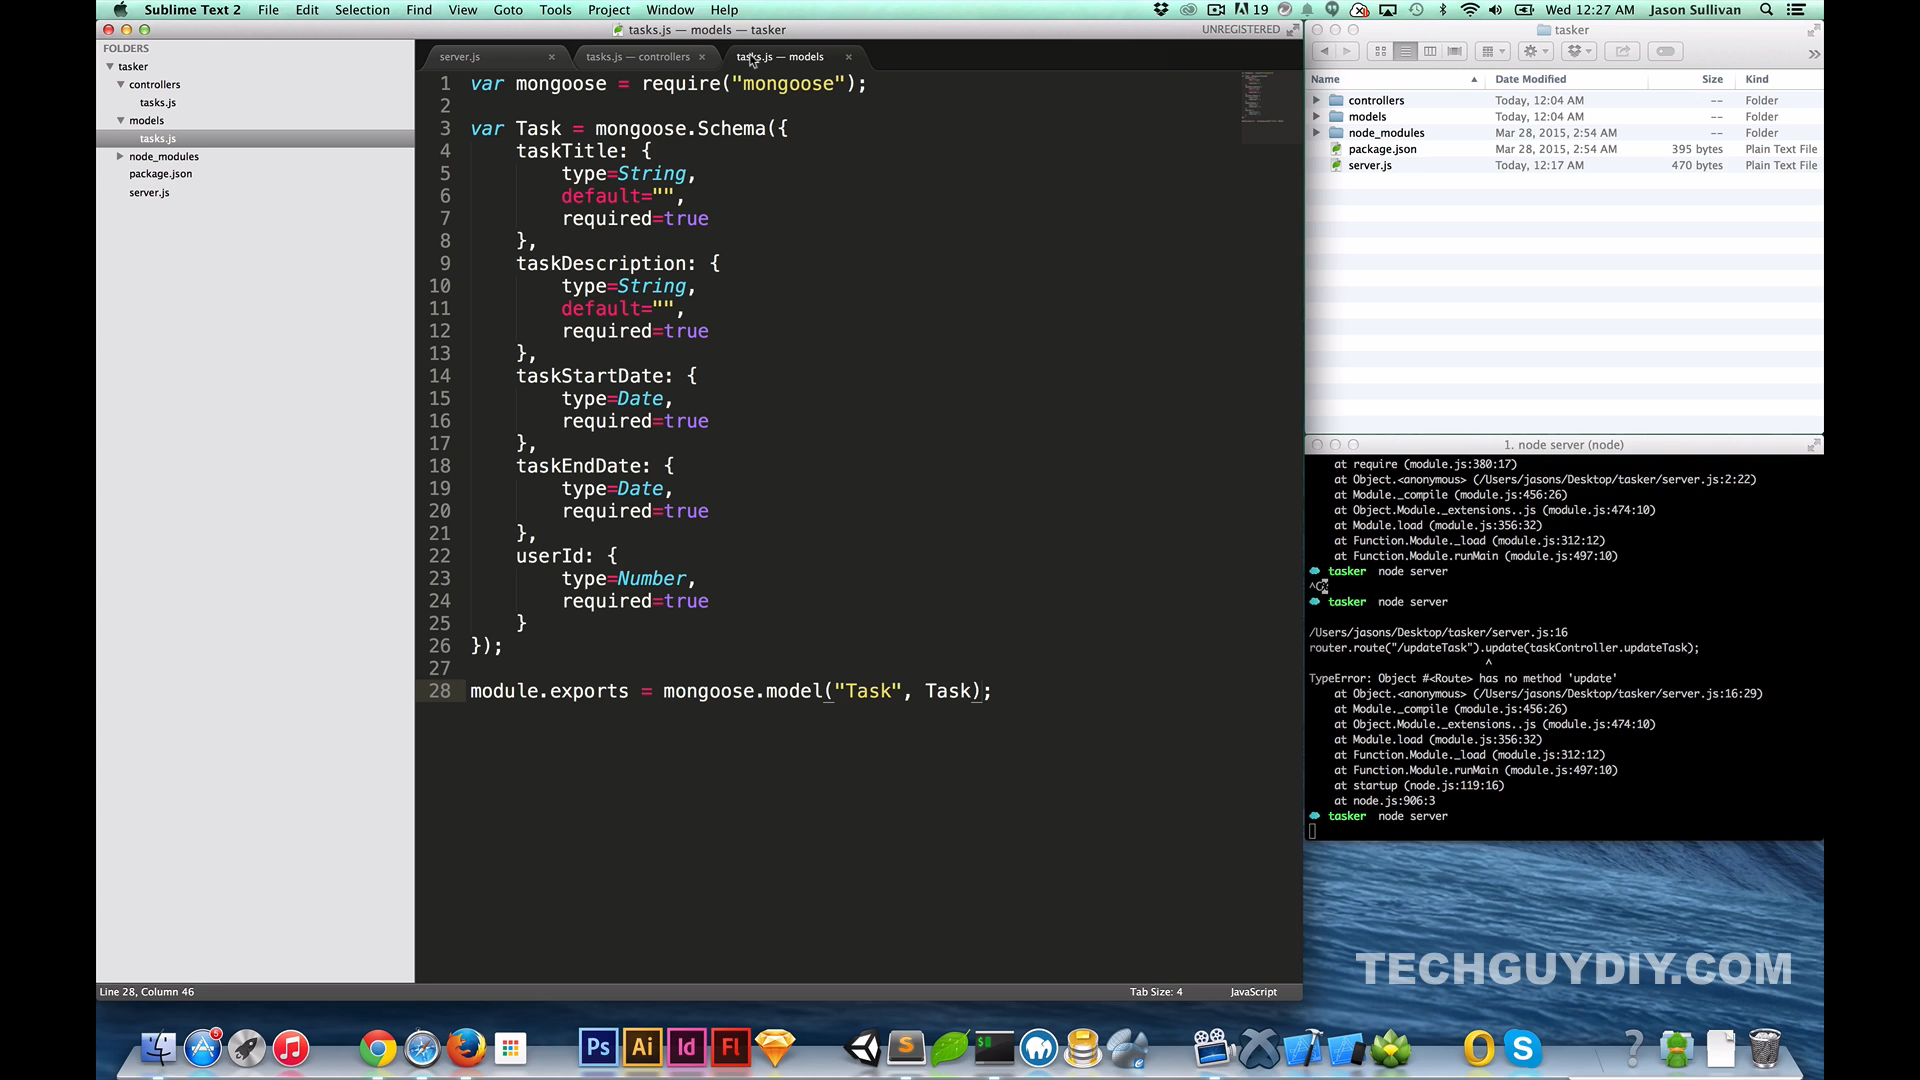 Sublime Text 2 File Edit Selection Find View Goto Tools Project Window Help
19 Wed 12:27 AM Jason Sullivan
tasks.js — models — tasker
UNREGISTERED
FOLDERS
tasker
controllers
tasks.js
models
tasks.js
node_modules
package.json
server.js
server.js
tasks.js — controllers
tasks.js — models
1 var mongoose = require("mongoose");
2
3 var Task = mongoose.Schema({
4 taskTitle: {
5 type=String,
6 default="",
7 required=true
8 },
9 taskDescription: {
10 type=String,
11 default="",
12 required=true
13 },
14 taskStartDate: {
15 type=Date,
16 required=true
17 },
18 taskEndDate: {
19 type=Date,
20 required=true
21 },
22 userId: {
23 type=Number,
24 required=true
25 }
26 });
27
28 module.exports = mongoose.model("Task", Task);
Line 28, Column 46
Tab Size: 4
JavaScript
tasker
Name Date Modified Size Kind
controllers Today, 12:04 AM -- Folder
models Today, 12:04 AM -- Folder
node_modules Mar 28, 2015, 2:54 AM -- Folder
package.json Mar 28, 2015, 2:54 AM 395 bytes Plain Text File
server.js Today, 12:17 AM 470 bytes Plain Text File
1. node server (node)
at require (module.js:380:17)
at Object.<anonymous> (/Users/jasons/Desktop/tasker/server.js:2:22)
at Module._compile (module.js:456:26)
at Object.Module._extensions..js (module.js:474:10)
at Module.load (module.js:356:32)
at Function.Module._load (module.js:312:12)
at Function.Module.runMain (module.js:497:10)
tasker node server
^C
tasker node server
/Users/jasons/Desktop/tasker/server.js:16
router.route("/updateTask").update(taskController.updateTask);
^
TypeError: Object #<Route> has no method 'update'
at Object.<anonymous> (/Users/jasons/Desktop/tasker/server.js:16:29)
at Module._compile (module.js:456:26)
at Object.Module._extensions..js (module.js:474:10)
at Module.load (module.js:356:32)
at Function.Module._load (module.js:312:12)
at Function.Module.runMain (module.js:497:10)
at startup (node.js:119:16)
at node.js:906:3
tasker node server
TECHGUYDIY.COM
Ps Ai Id Fl